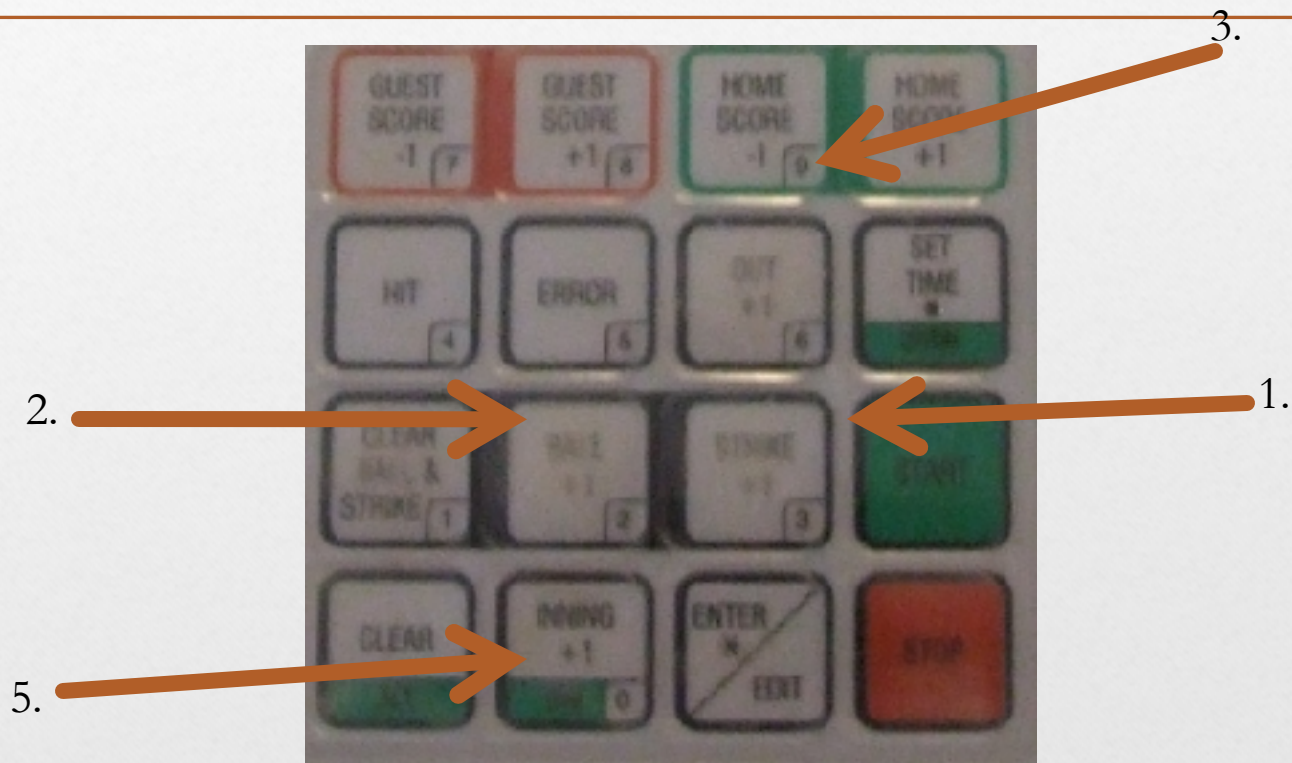 3.
GUEST
SCORE
-1 7
GUEST
SCORE
+1 8
HOME
SCORE
-1 9
HOME
SCORE
+1
HIT
4
ERROR
5
OUT
+1
6
SET
TIME
*
2.
1.
CLEAR
BALL &
STRIKE 1
BALL
+1
2
STRIKE
+1
3
START
5.
CLEAR
INNING
+1
0
ENTER
*
EDIT
STOP